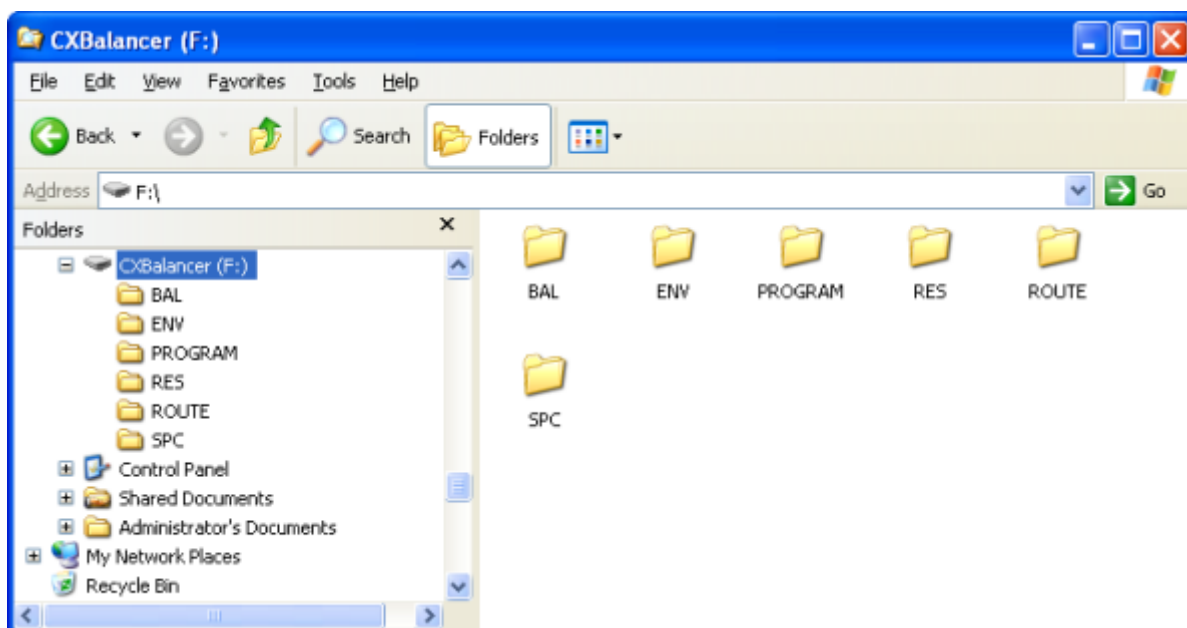 CXBalancer (F:)
File Edit View Favorites Tools Help
Back Search Folders
Address F:\ Go
Folders
CXBalancer (F:)
BAL
ENV
PROGRAM
RES
ROUTE
SPC
Control Panel
Shared Documents
Administrator's Documents
My Network Places
Recycle Bin
BAL ENV PROGRAM RES ROUTE
SPC